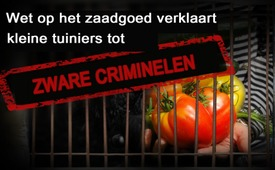 Wet op het zaadgoed verklaart
kleine tuiniers tot
ZWARE CRIMINELEN